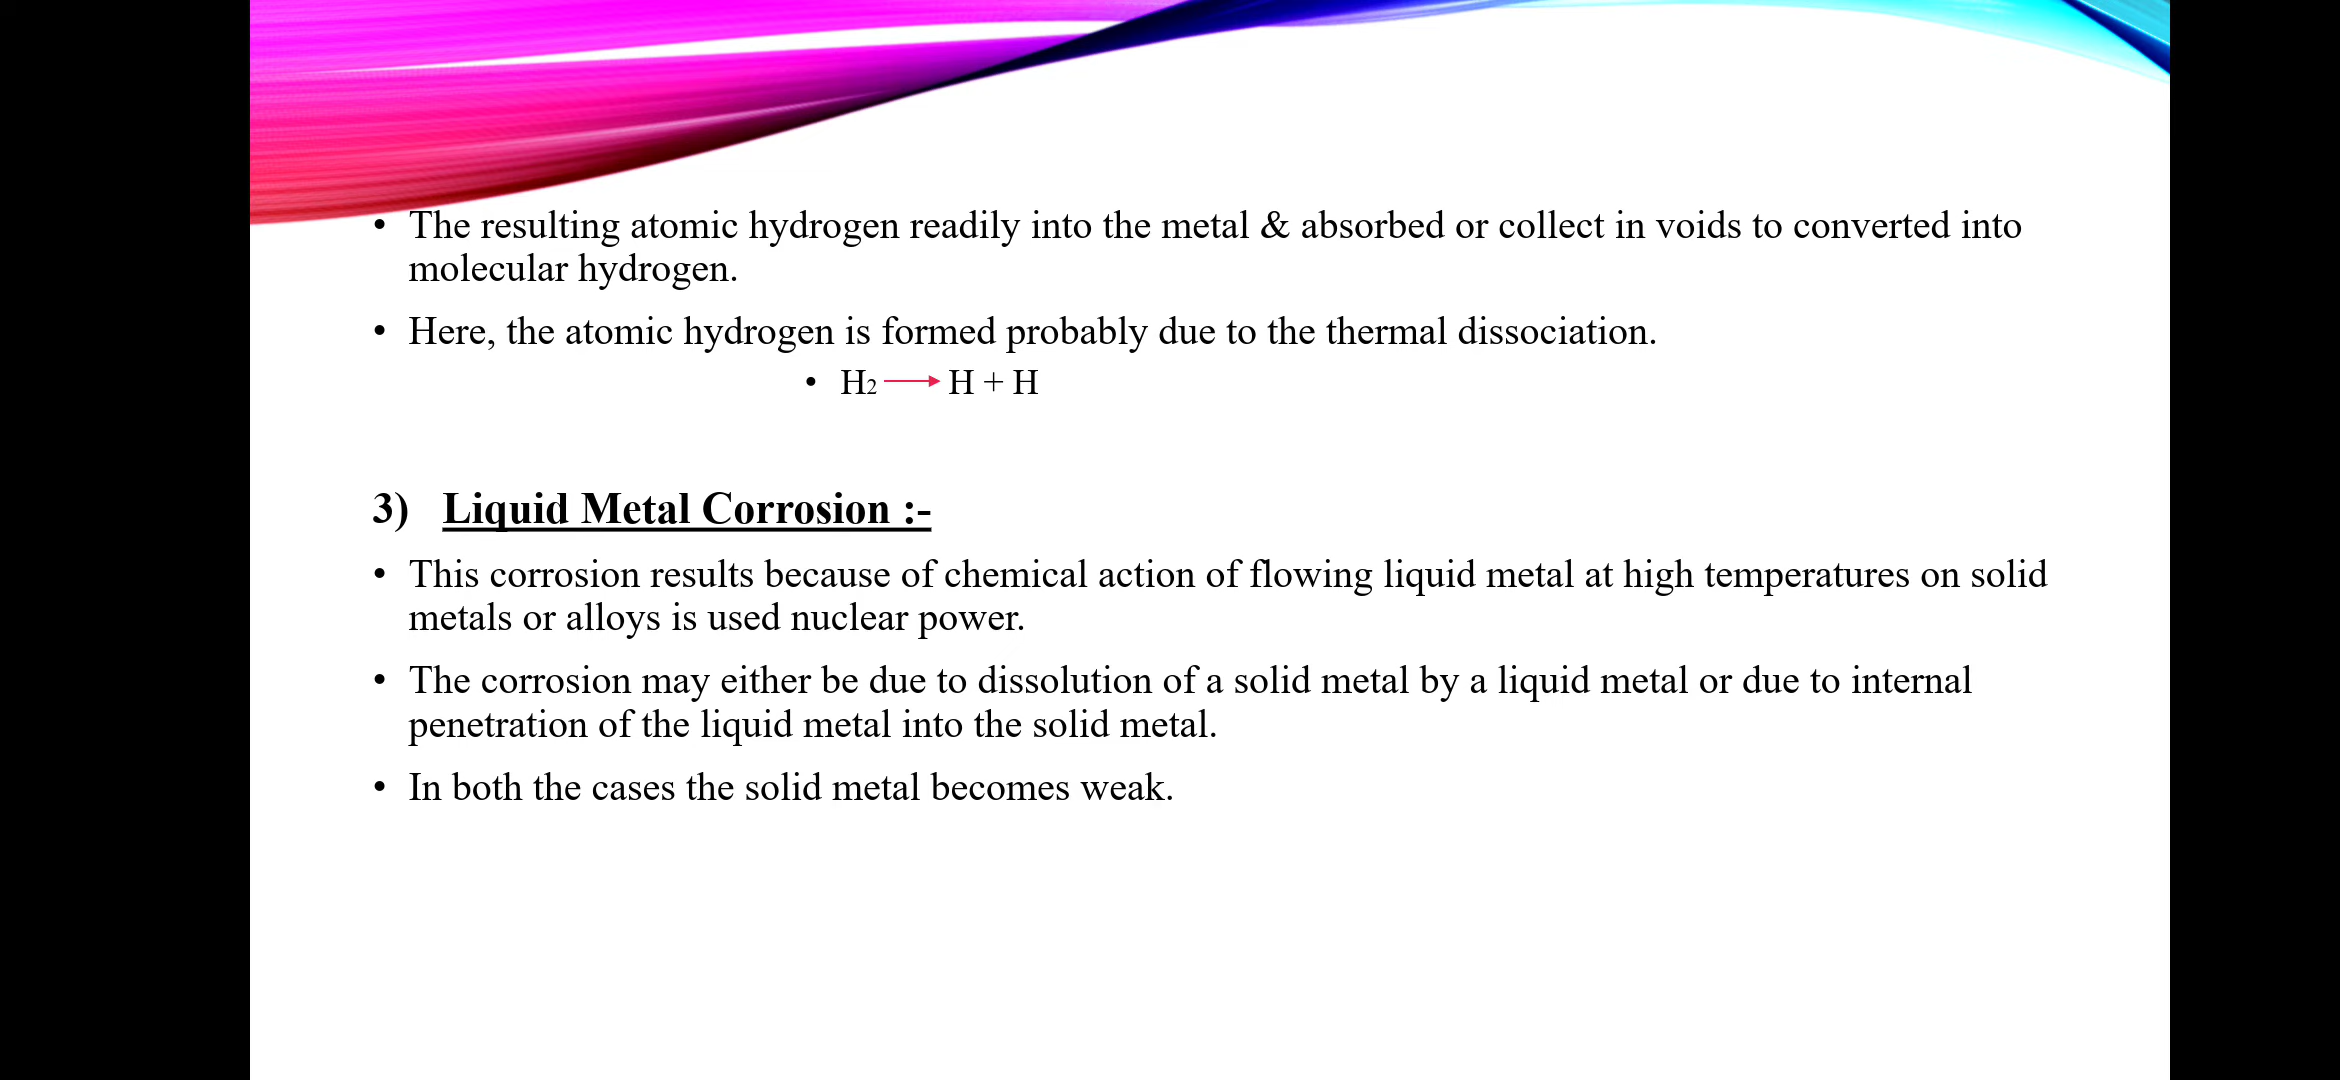 • The resulting atomic hydrogen readily into the metal & absorbed or collect in voids to converted into
molecular hydrogen.
• Here, the atomic hydrogen is formed probably due to the thermal dissociation.
• H₂ → H + H
3) Liquid Metal Corrosion :-
• This corrosion results because of chemical action of flowing liquid metal at high temperatures on solid
metals or alloys is used nuclear power.
• The corrosion may either be due to dissolution of a solid metal by a liquid metal or due to internal
penetration of the liquid metal into the solid metal.
• In both the cases the solid metal becomes weak.